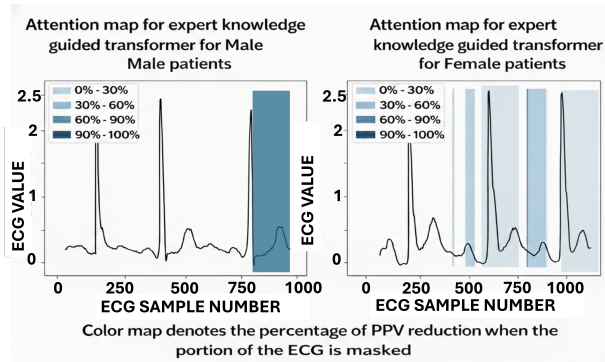 Attention map for expert knowledge
guided transformer for Male
Male patients
0% - 30%
30% - 60%
60% - 90%
90% - 100%
2.5
2
1
0
ECG VALUE
0 250 500 750 1000
ECG SAMPLE NUMBER
Attention map for expert
knowledge guided transformer
for Female patients
0% - 30%
30% - 60%
60% - 90%
90% - 100%
2.5
2
1
0
ECG VALUE
0 250 500 750 1000
ECG SAMPLE NUMBER
Color map denotes the percentage of PPV reduction when the
portion of the ECG is masked